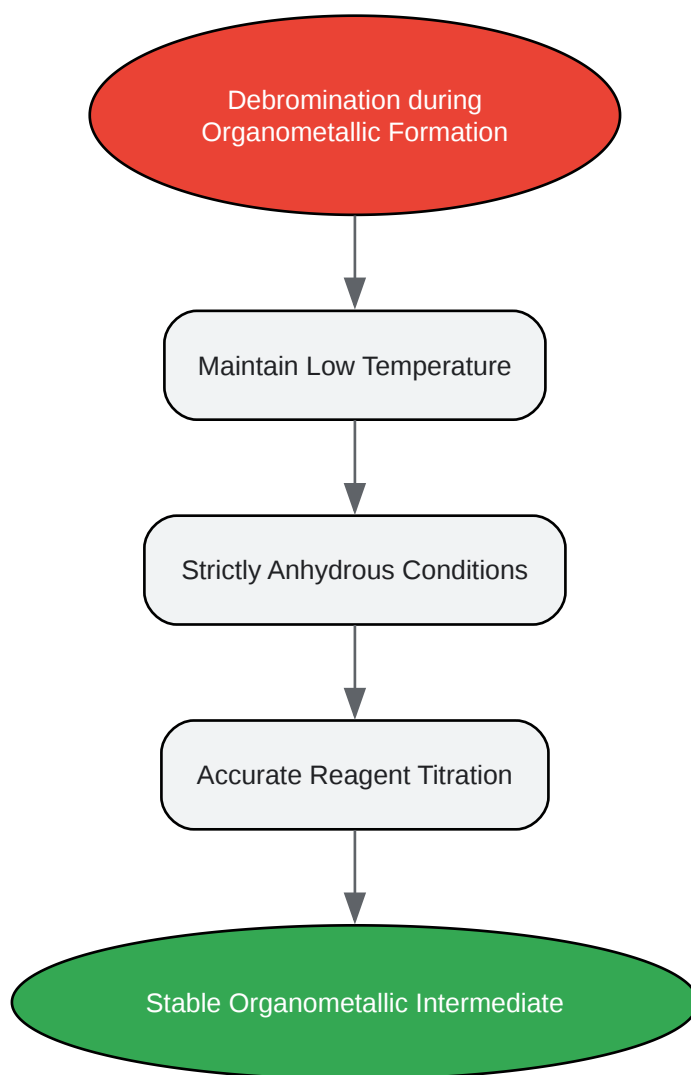 Debromination during
Organometallic Formation
Maintain Low Temperature
Strictly Anhydrous Conditions
Accurate Reagent Titration
Stable Organometallic Intermediate